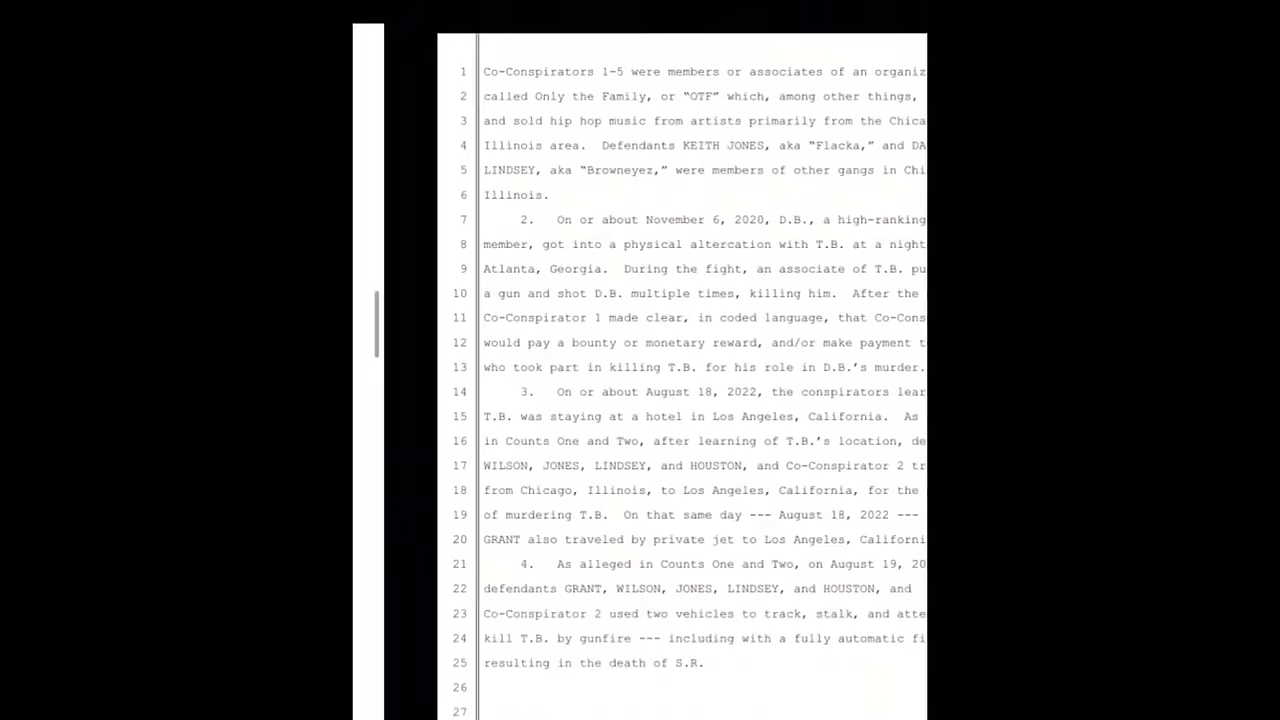 1 Co-Conspirators 1-5 were members or associates of an organiz
2 called Only the Family, or “OTF” which, among other things,
3 and sold hip hop music from artists primarily from the Chica
4 Illinois area.  Defendants KEITH JONES, aka “Flacka,” and DA
5 LINDSEY, aka “Browneyez,” were members of other gangs in Chi
6 Illinois.
7 2.   On or about November 6, 2020, D.B., a high-ranking
8 member, got into a physical altercation with T.B. at a night
9 Atlanta, Georgia.  During the fight, an associate of T.B. pu
10 a gun and shot D.B. multiple times, killing him.  After the
11 Co-Conspirator 1 made clear, in coded language, that Co-Cons
12 would pay a bounty or monetary reward, and/or make payment t
13 who took part in killing T.B. for his role in D.B.’s murder.
14 3.   On or about August 18, 2022, the conspirators lear
15 T.B. was staying at a hotel in Los Angeles, California.  As
16 in Counts One and Two, after learning of T.B.’s location, de
17 WILSON, JONES, LINDSEY, and HOUSTON, and Co-Conspirator 2 tr
18 from Chicago, Illinois, to Los Angeles, California, for the
19 of murdering T.B.  On that same day --- August 18, 2022 ---
20 GRANT also traveled by private jet to Los Angeles, Californi
21 4.   As alleged in Counts One and Two, on August 19, 20
22 defendants GRANT, WILSON, JONES, LINDSEY, and HOUSTON, and
23 Co-Conspirator 2 used two vehicles to track, stalk, and atte
24 kill T.B. by gunfire --- including with a fully automatic fi
25 resulting in the death of S.R.
26
27